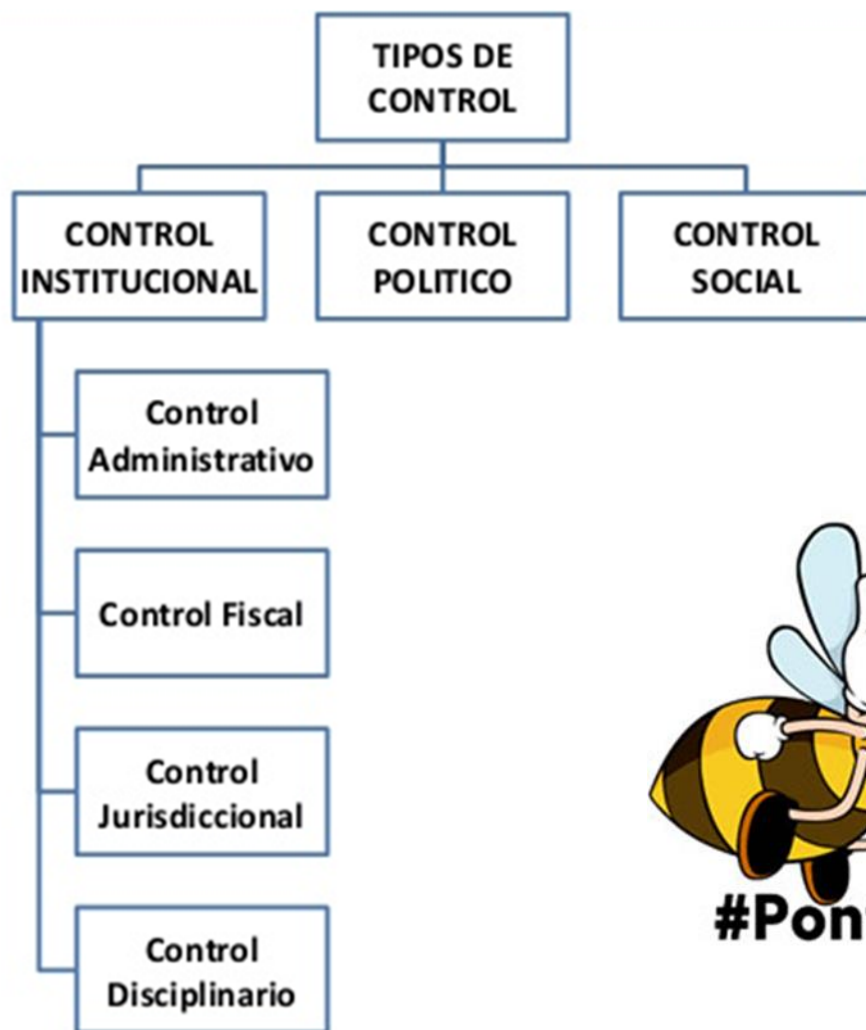 TIPOS DE
CONTROL
CONTROL
INSTITUCIONAL
CONTROL
POLITICO
CONTROL
SOCIAL
Control
Administrativo
Control Fiscal
Control
Jurisdiccional
Control
Disciplinario